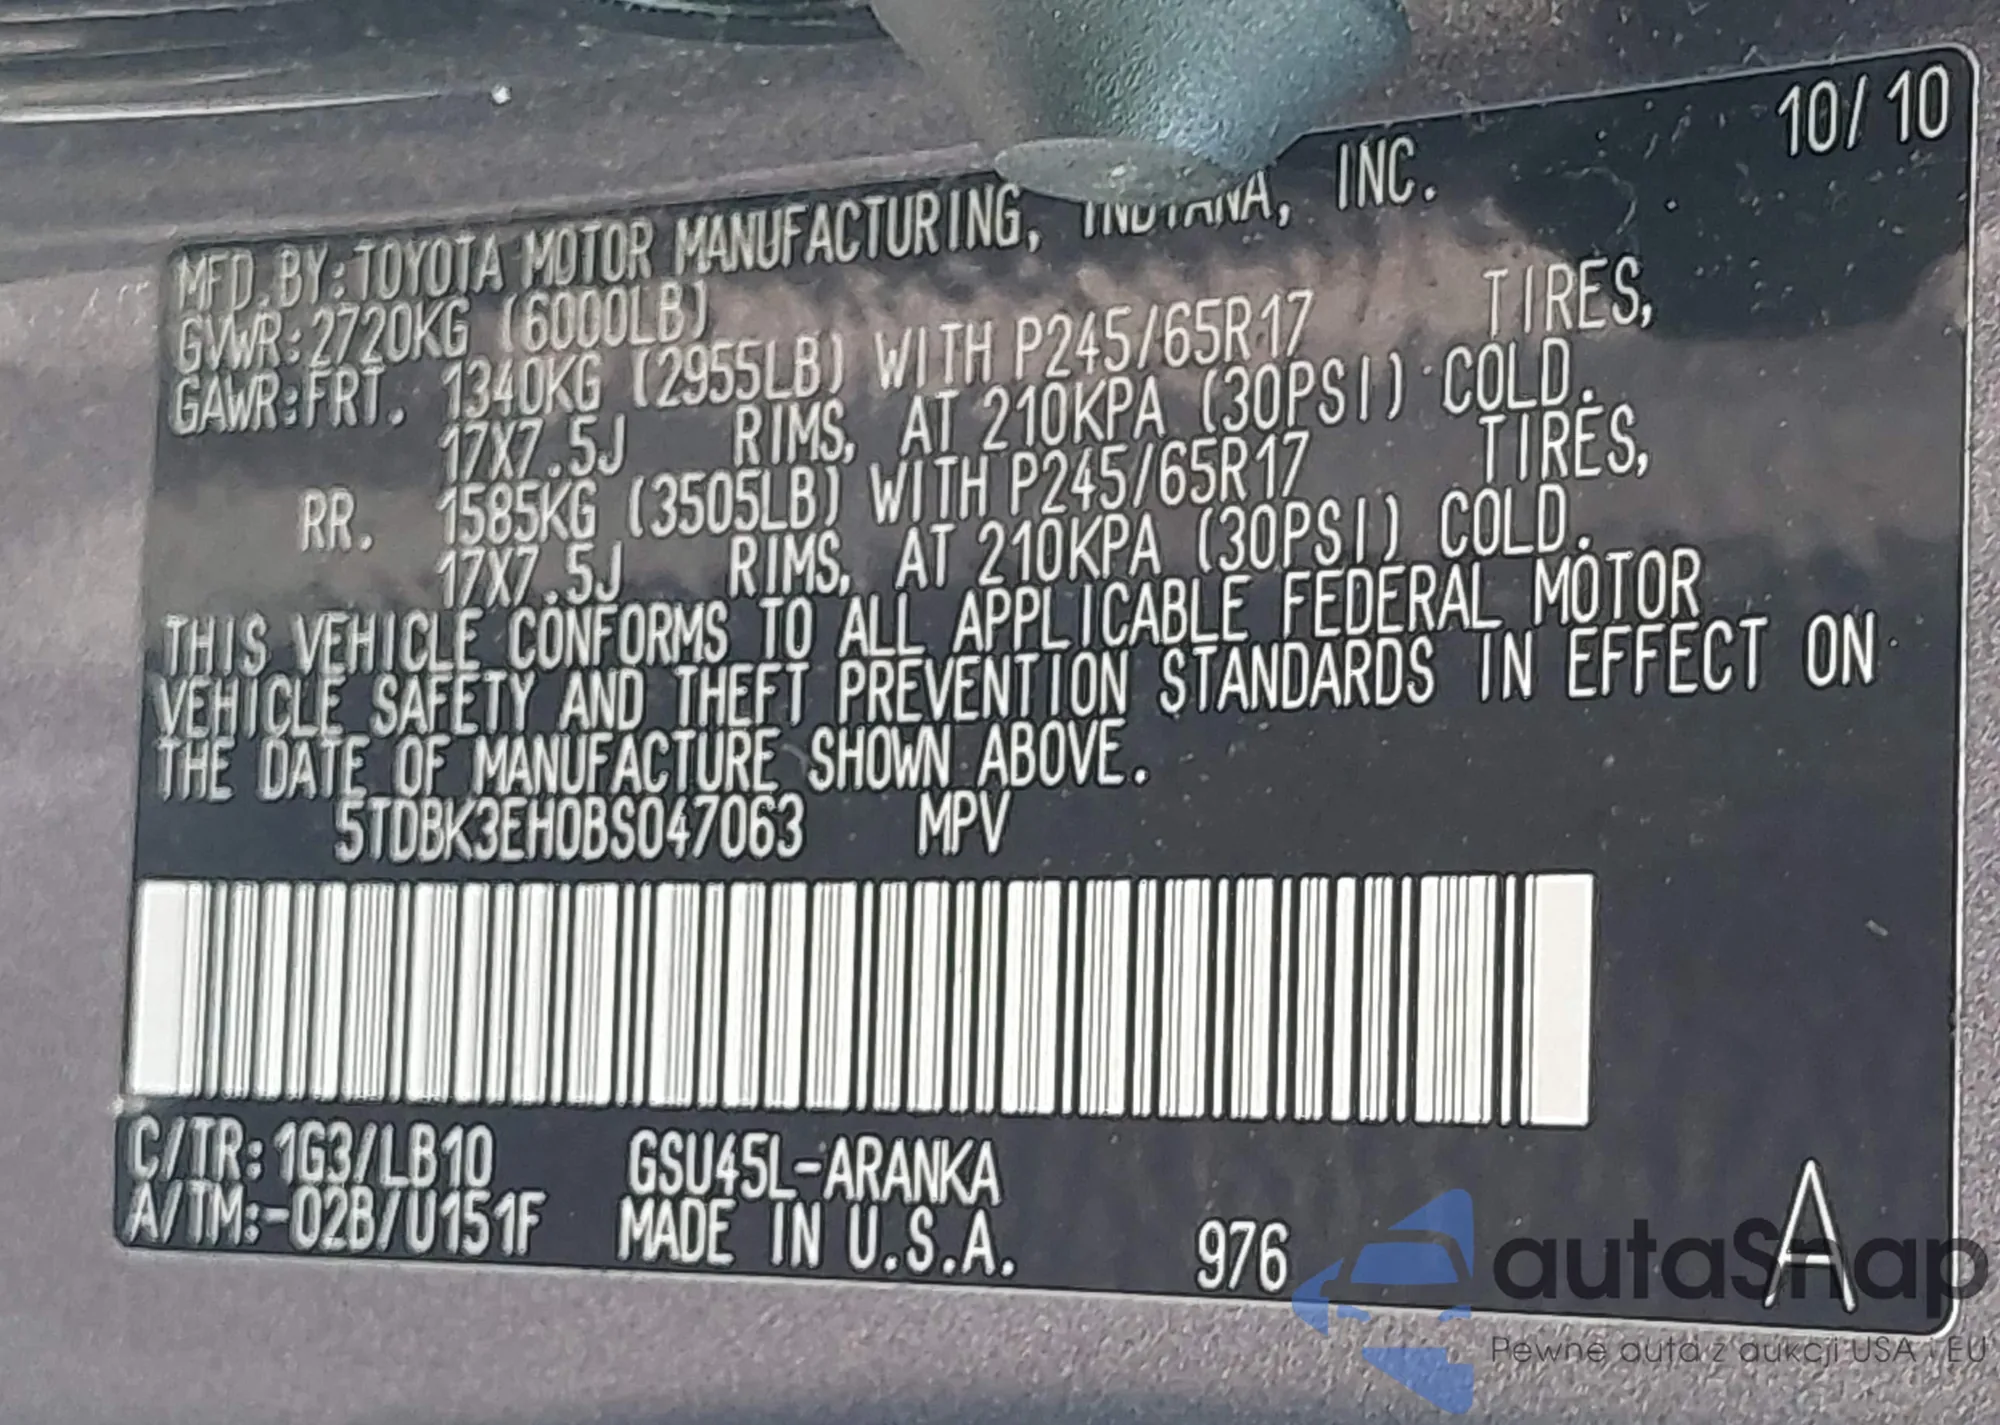 10/10
MFD. BY: TOYOTA MOTOR MANUFACTURING, INDIANA, INC.
GVWR: 2720KG (6000LB)
GAWR: FRT. 1340KG (2955LB) WITH P245/65R17 TIRES,
17X7.5J RIMS, AT 210KPA (30PSI) COLD.
RR. 1585KG (3505LB) WITH P245/65R17 TIRES,
17X7.5J RIMS, AT 210KPA (30PSI) COLD.
THIS VEHICLE CONFORMS TO ALL APPLICABLE FEDERAL MOTOR
VEHICLE SAFETY AND THEFT PREVENTION STANDARDS IN EFFECT ON
THE DATE OF MANUFACTURE SHOWN ABOVE.
5TDBK3EH0BS047063 MPV
C/TR: 1G3/LB10 GSU45L-ARANKA
A/TM:-02B/U151F MADE IN U.S.A. 976 A
autoSnap
Pewne auta z aukcji USA i EU